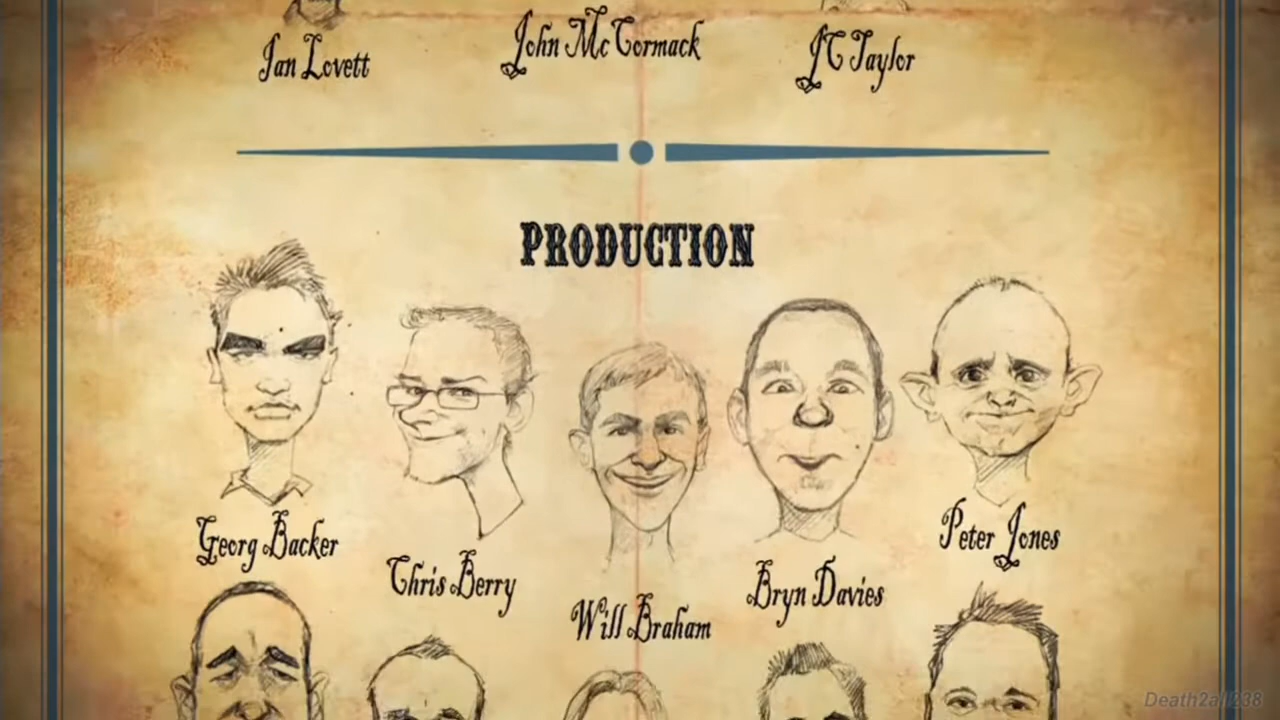 Ian Lovett
John McCormack
JC Taylor
PRODUCTION
Georg Backer
Chris Berry
Will Braham
Bryn Davies
Peter Jones
Death2all238